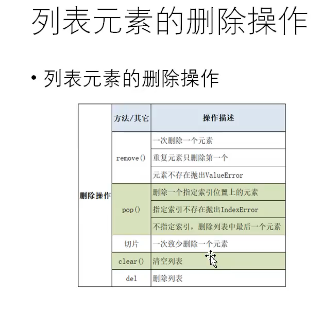 列表元素的删除操作
• 列表元素的删除操作
方法/其它 操作描述
删除操作
remove()
一次删除一个元素
重复元素只删除第一个
元素不存在抛出ValueError
pop()
删除一个指定索引位置上的元素
指定索引不存在抛出IndexError
不指定索引,删除列表中最后一个元素
切片 一次致少删除一个元素
clear() 清空列表
del 删除列表